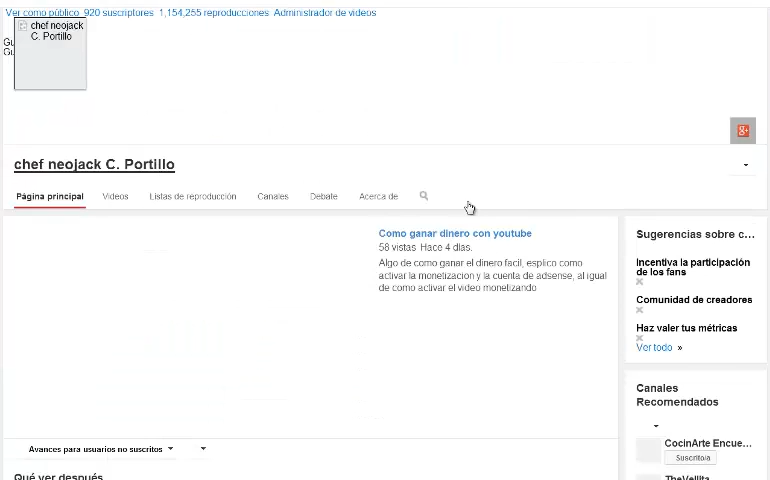 Ver como público 920 suscriptores 1,154,255 reproducciones Administrador de videos
chef neojack
C. Portillo
Gu
Gu
g+
chef neojack C. Portillo
Página principal Videos Listas de reproducción Canales Debate Acerca de
Como ganar dinero con youtube
58 vistas Hace 4 días.
Algo de como ganar el dinero facil, esplico como
activar la monetizacion y la cuenta de adsense, al igual
de como activar el video monetizando
Sugerencias sobre c...
Incentiva la participación
de los fans
Comunidad de creadores
Haz valer tus métricas
Ver todo »
Avances para usuarios no suscritos
Canales
Recomendados
CocinArte Encue...
Suscrito/a
TheVellita
Qué ver después